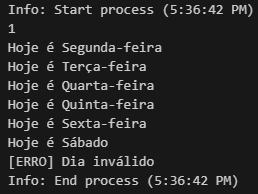 Info: Start process (5:36:42 PM)
1
Hoje é Segunda-feira
Hoje é Terça-feira
Hoje é Quarta-feira
Hoje é Quinta-feira
Hoje é Sexta-feira
Hoje é Sábado
[ERRO] Dia inválido
Info: End process (5:36:42 PM)